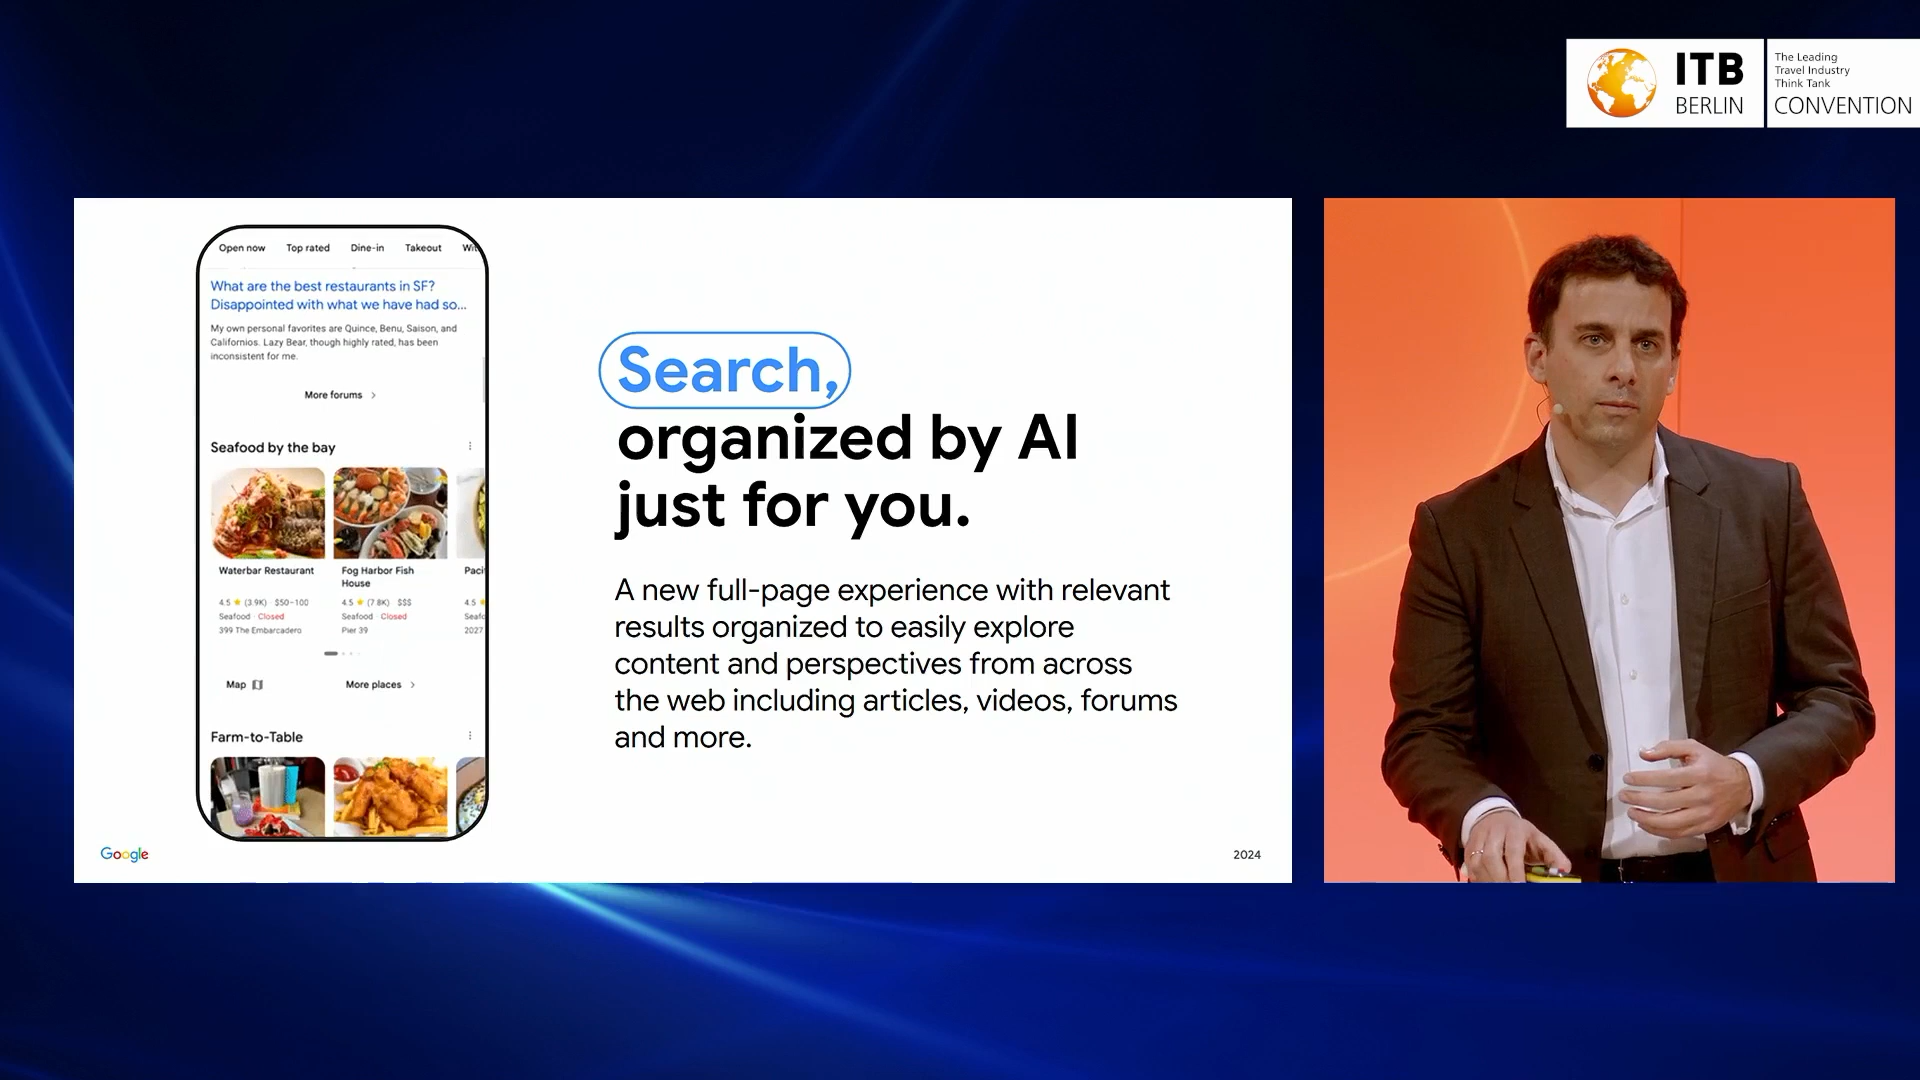 ITB
BERLIN
The Leading
Travel Industry
Think Tank
CONVENTION
Open now Top rated Dine-in Takeout
What are the best restaurants in SF?
Disappointed with what we have had so...
My own personal favorites are Quince, Benu, Saison, and
Californios. Lazy Bear, though highly rated, has been
inconsistent for me.
More forums
Seafood by the bay
Waterbar Restaurant
4.5 ★ (3.9K) $50-100
Seafood · Closed
399 The Embarcadero
Fog Harbor Fish
House
4.5 ★ (7.8K) $$$
Seafood · Closed
Pier 39
4.5 ★
2027
Map
More places
Farm-to-Table
Search,
organized by AI
just for you.
A new full-page experience with relevant
results organized to easily explore
content and perspectives from across
the web including articles, videos, forums
and more.
Google
2024